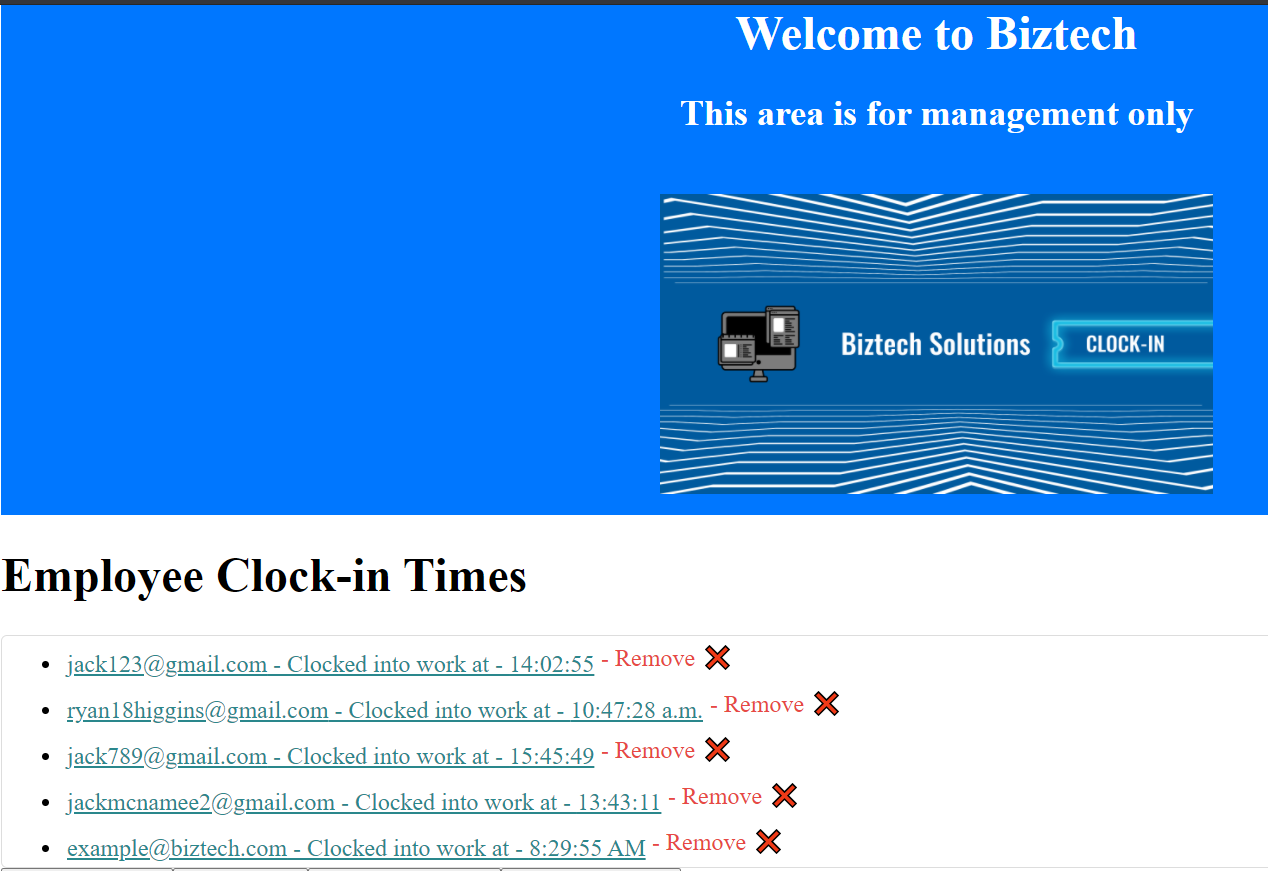 Welcome to Biztech
This area is for management only
Biztech Solutions
CLOCK-IN
Employee Clock-in Times
jack123@gmail.com - Clocked into work at - 14:02:55 - Remove
ryan18higgins@gmail.com - Clocked into work at - 10:47:28 a.m. - Remove
jack789@gmail.com - Clocked into work at - 15:45:49 - Remove
jackmcnamee2@gmail.com - Clocked into work at - 13:43:11 - Remove
example@biztech.com - Clocked into work at - 8:29:55 AM - Remove